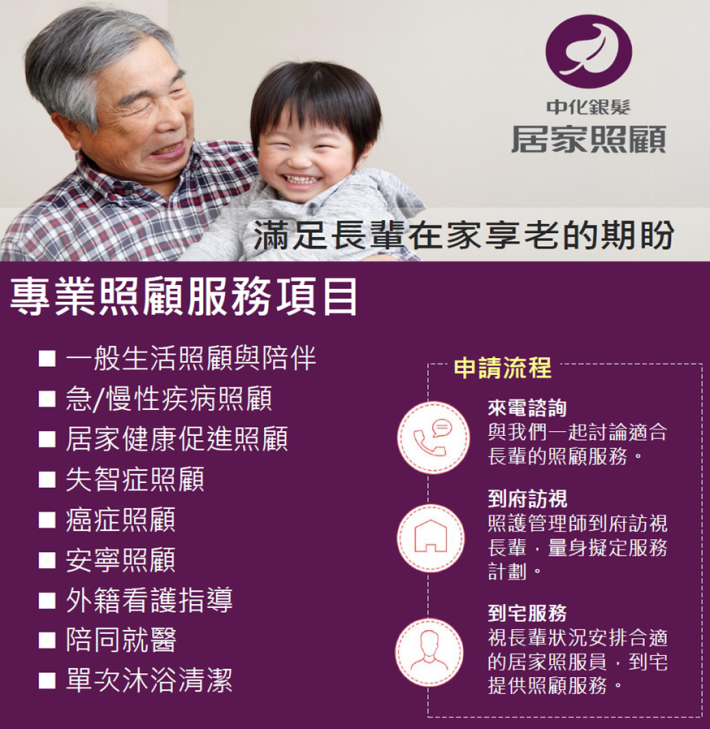 中化銀髮
居家照顧
滿足長輩在家享老的期盼
專業照顧服務項目
■ 一般生活照顧與陪伴
■ 急/慢性疾病照顧
■ 居家健康促進照顧
■ 失智症照顧
■ 癌症照顧
■ 安寧照顧
■ 外籍看護指導
■ 陪同就醫
■ 單次沐浴清潔
申請流程
來電諮詢
與我們一起討論適合
長輩的照顧服務。
到府訪視
照護管理師到府訪視
長輩，量身擬定服務
計劃。
到宅服務
視長輩狀況安排合適
的居家照服員，到宅
提供照顧服務。